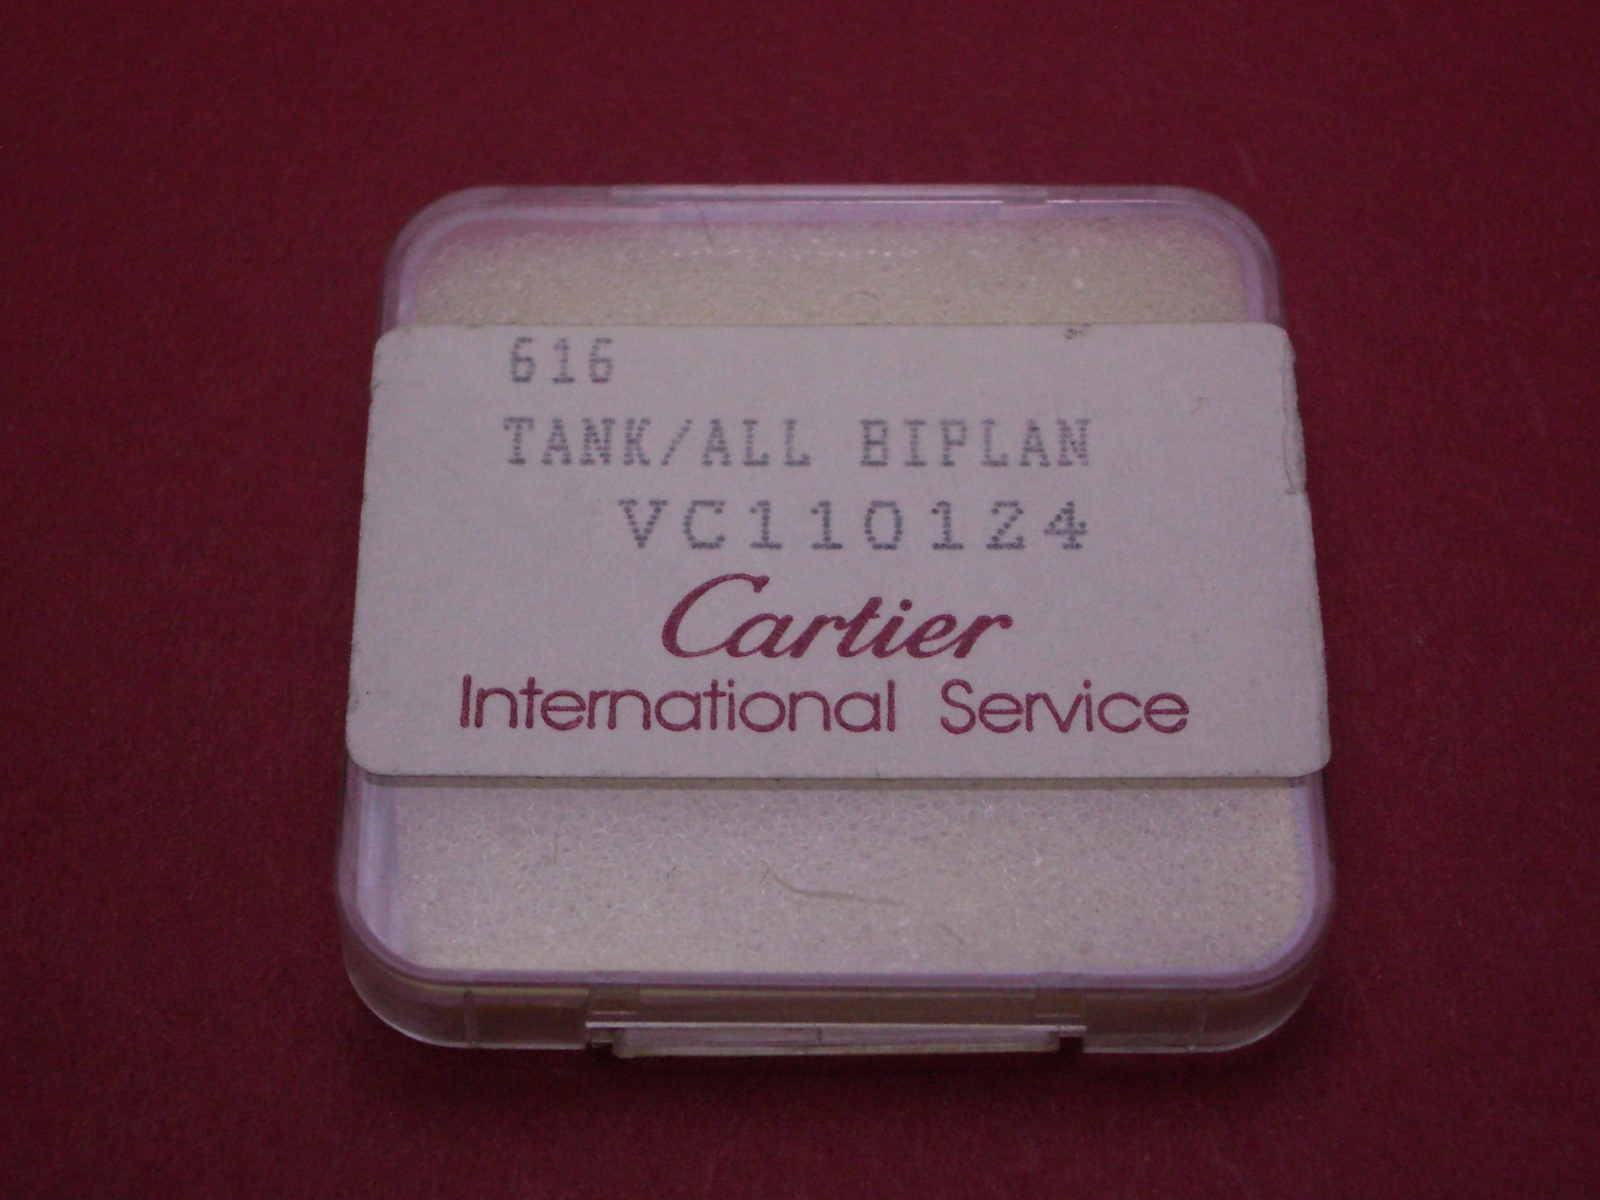 616
TANK/ALL BIPLAN
VC110124
Cartier
International Service